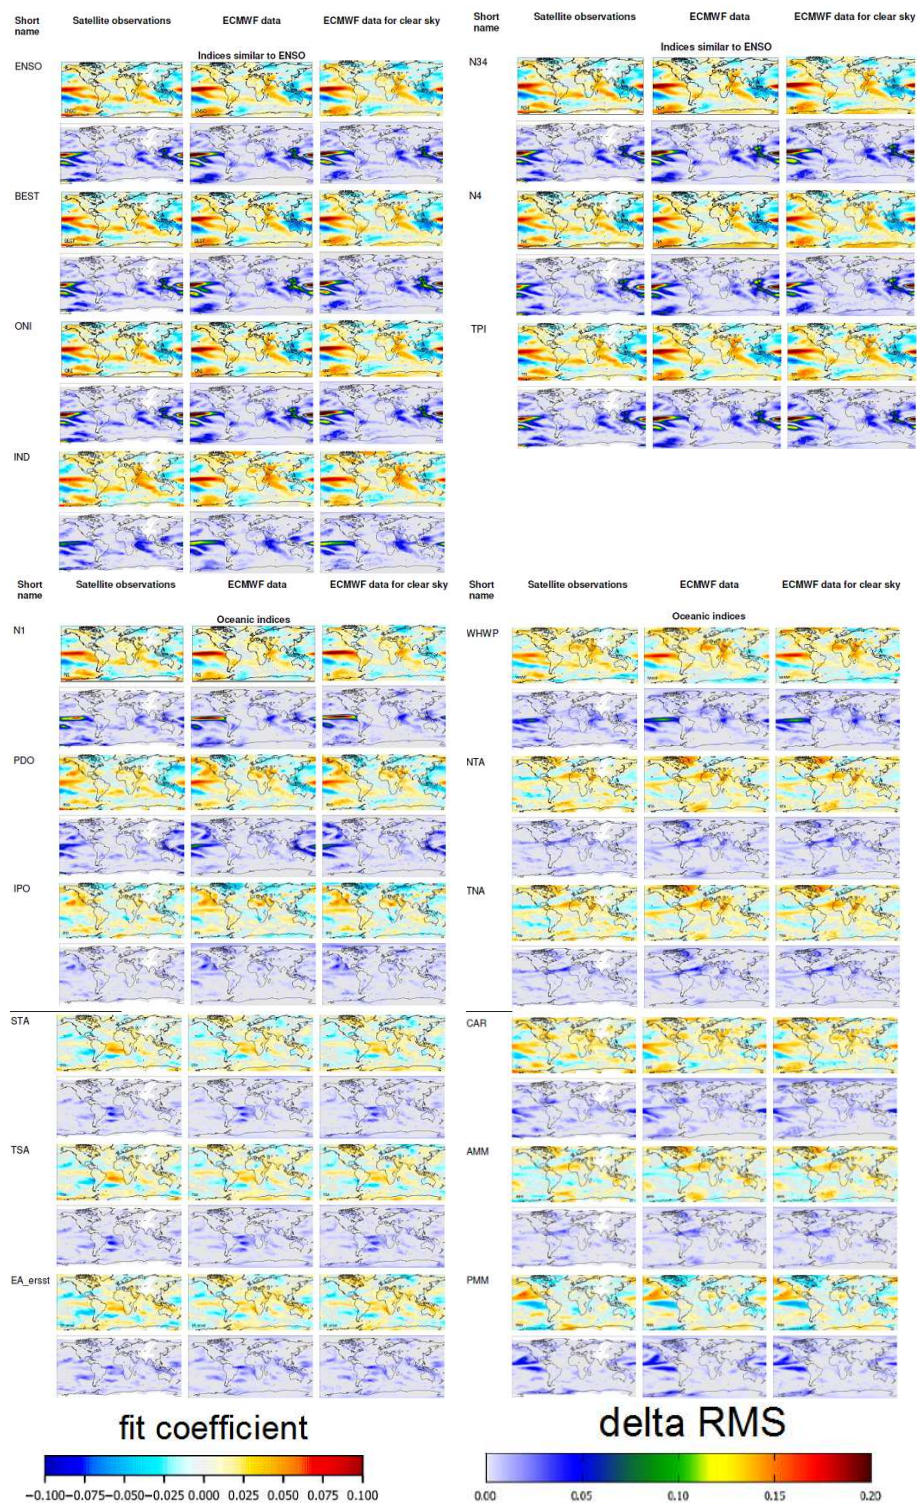 Short name
Satellite observations
ECMWF data
ECMWF data for clear sky
Indices similar to ENSO
ENSO
BEST
ONI
IND
Short name
Satellite observations
ECMWF data
ECMWF data for clear sky
Indices similar to ENSO
N34
N4
TPI
Short name
Satellite observations
ECMWF data
ECMWF data for clear sky
Oceanic indices
N1
PDO
IPO
STA
TSA
EA_ersst
Short name
Satellite observations
ECMWF data
ECMWF data for clear sky
Oceanic indices
WHWP
NTA
TNA
CAR
AMM
PMM
fit coefficient
−0.100−0.075−0.050−0.025 0.000 0.025 0.050 0.075 0.100
delta RMS
0.00 0.05 0.10 0.15 0.20